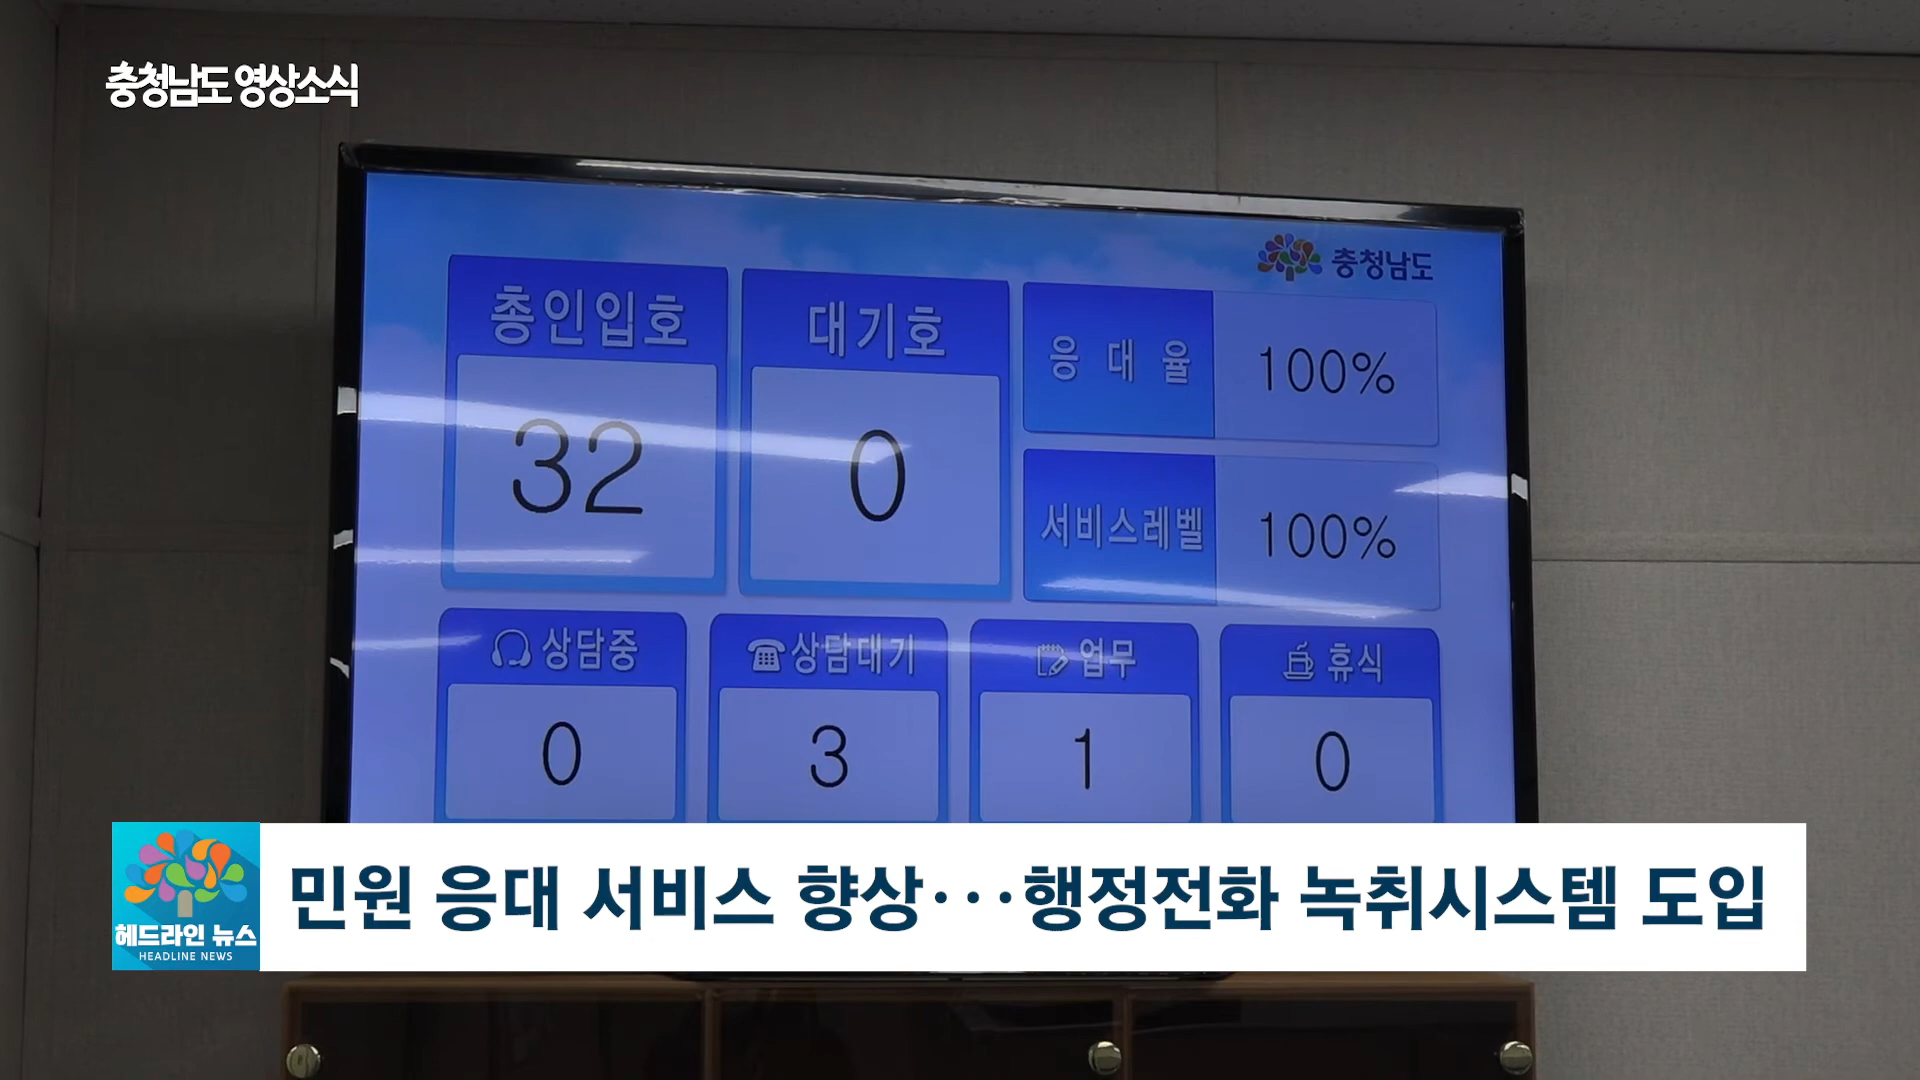 충청남도 영상소식
충청남도
총인입호
대기호
응 대 율
100%
32
0
서비스레벨
100%
상담중
상담대기
업무
휴식
0
3
1
0
민원 응대 서비스 향상···행정전화 녹취시스템 도입
헤드라인 뉴스
HEADLINE NEWS